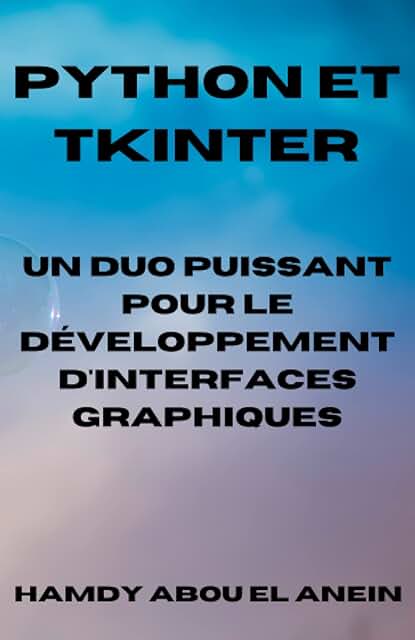 PYTHON ET
TKINTER
UN DUO PUISSANT
POUR LE
DÉVELOPPEMENT
D'INTERFACES
GRAPHIQUES
HAMDY ABOU EL ANEIN